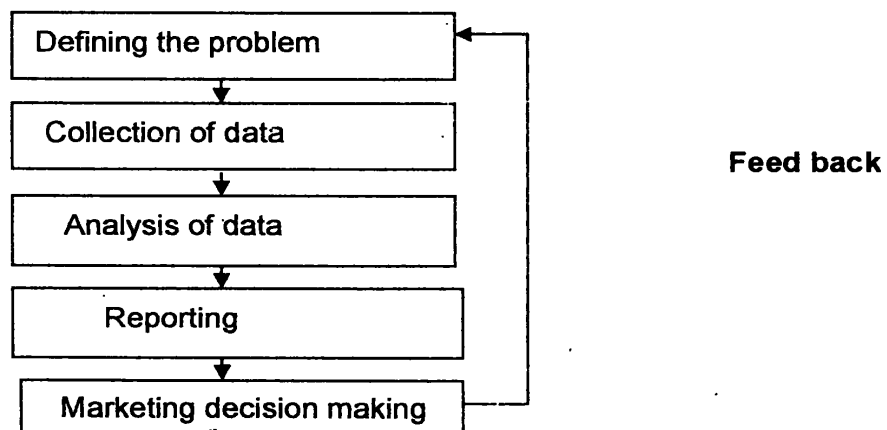 Defining the problem
Collection of data
Feed back
Analysis of data
Reporting
Marketing decision making